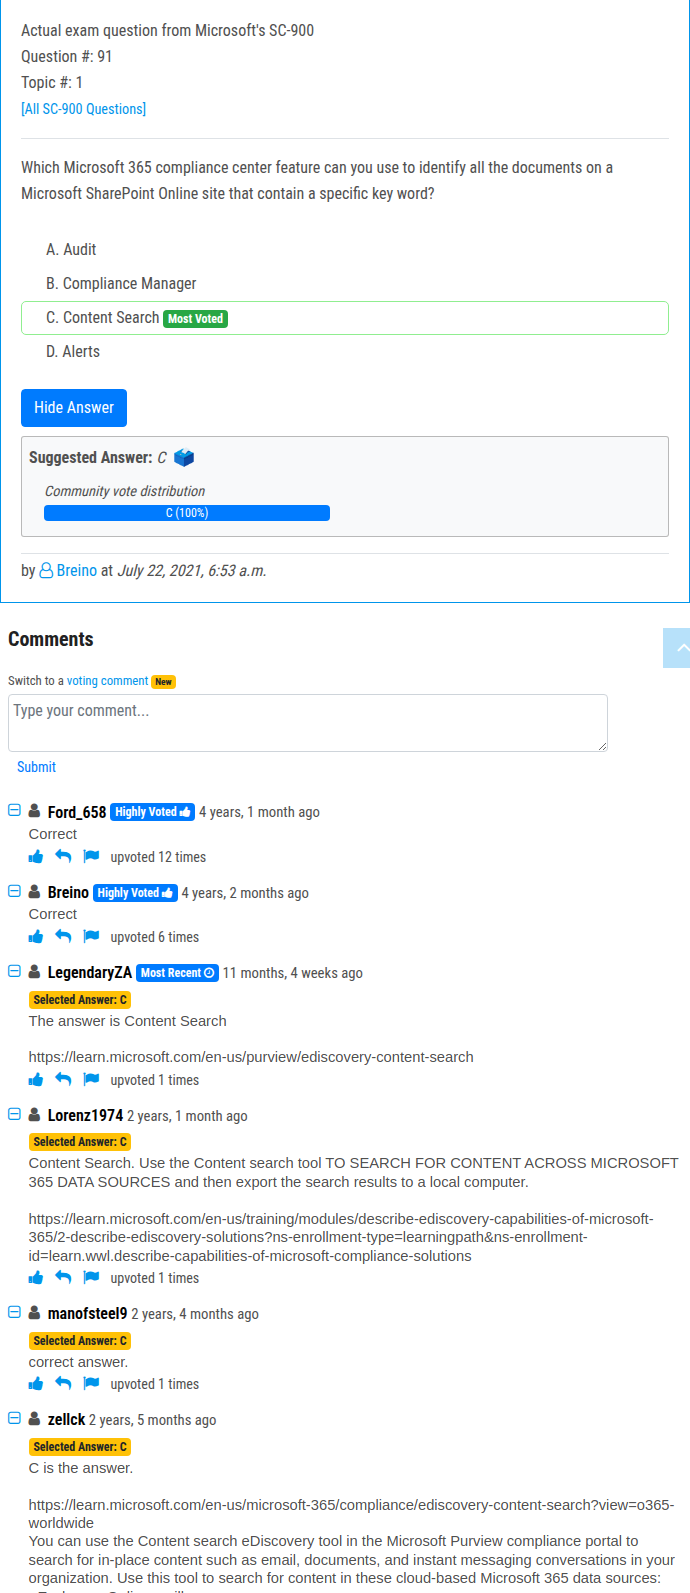 Actual exam question from Microsoft's SC-900
Question #: 91
Topic #: 1
[All SC-900 Questions]
Which Microsoft 365 compliance center feature can you use to identify all the documents on a
Microsoft SharePoint Online site that contain a specific key word?
A. Audit
B. Compliance Manager
C. Content Search Most Voted
D. Alerts
Hide Answer
Suggested Answer: C
Community vote distribution
C (100%)
by Breino at July 22, 2021, 6:53 a.m.
Comments
Switch to a voting comment New
Type your comment...
Submit
Ford_658 Highly Voted 4 years, 1 month ago
Correct
upvoted 12 times
Breino Highly Voted 4 years, 2 months ago
Correct
upvoted 6 times
LegendaryZA Most Recent 11 months, 4 weeks ago
Selected Answer: C
The answer is Content Search
https://learn.microsoft.com/en-us/purview/ediscovery-content-search
upvoted 1 times
Lorenz1974 2 years, 1 month ago
Selected Answer: C
Content Search. Use the Content search tool TO SEARCH FOR CONTENT ACROSS MICROSOFT
365 DATA SOURCES and then export the search results to a local computer.
https://learn.microsoft.com/en-us/training/modules/describe-ediscovery-capabilities-of-microsoft-
365/2-describe-ediscovery-solutions?ns-enrollment-type=learningpath&ns-enrollment-
id=learn.wwl.describe-capabilities-of-microsoft-compliance-solutions
upvoted 1 times
manofsteel9 2 years, 4 months ago
Selected Answer: C
correct answer.
upvoted 1 times
zellck 2 years, 5 months ago
Selected Answer: C
C is the answer.
https://learn.microsoft.com/en-us/microsoft-365/compliance/ediscovery-content-search?view=o365-
worldwide
You can use the Content search eDiscovery tool in the Microsoft Purview compliance portal to
search for in-place content such as email, documents, and instant messaging conversations in your
organization. Use this tool to search for content in these cloud-based Microsoft 365 data sources: